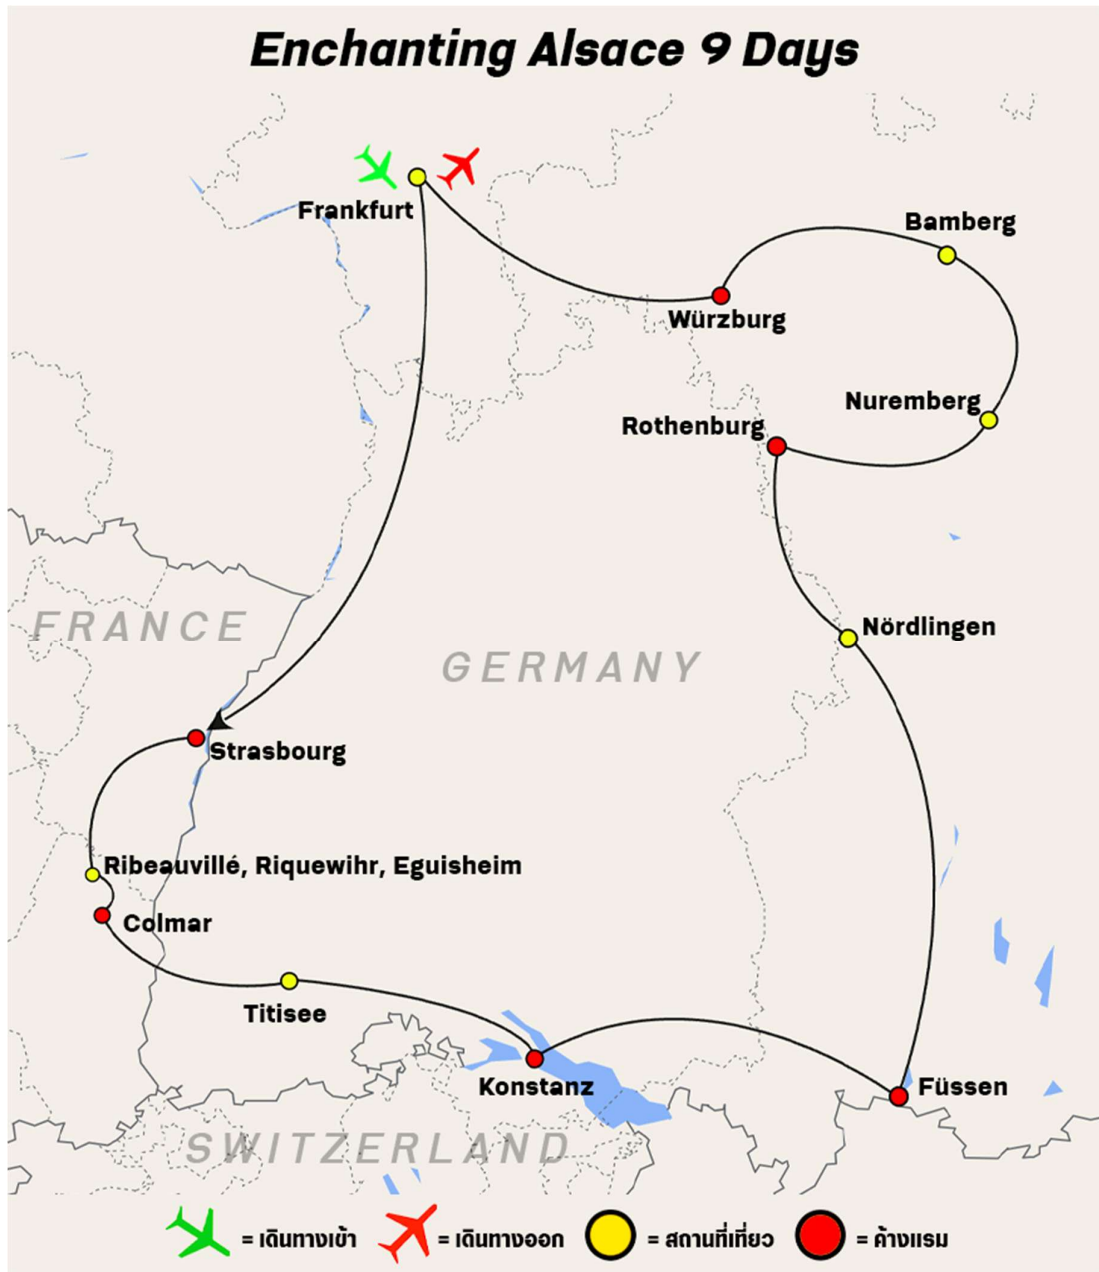 Enchanting Alsace 9 Days
Frankfurt
Bamberg
Würzburg
Nuremberg
Rothenburg
FRANCE
Nördlingen
GERMANY
Strasbourg
Ribeauvillé, Riquewihr, Eguisheim
Colmar
Titisee
Konstanz
Füssen
SWITZERLAND
= เดินทางเข้า = เดินทางออก = สถานที่เที่ยว = ค้างแรม